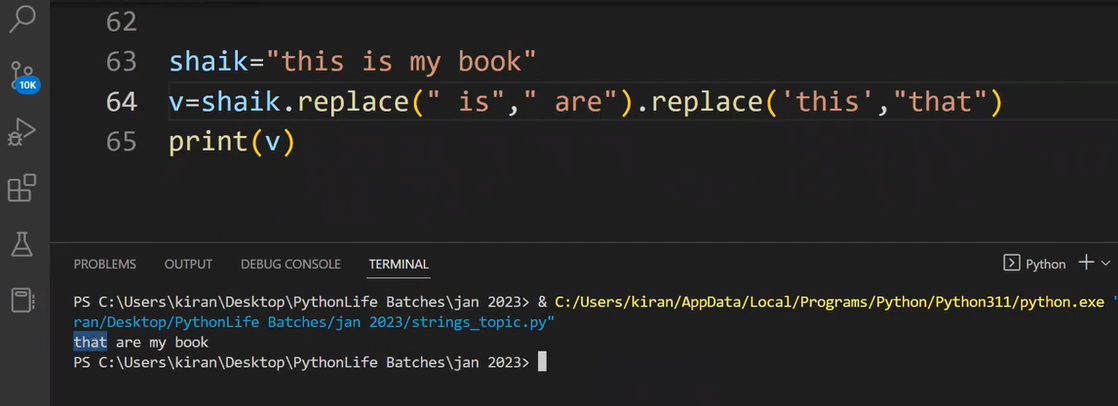 62
63 shaik="this is my book"
10K
64 v=shaik.replace(" is"," are").replace('this',"that")
65 print(v)
PROBLEMS OUTPUT DEBUG CONSOLE TERMINAL Python
PS C:\Users\kiran\Desktop\PythonLife Batches\jan 2023> & C:/Users/kiran/AppData/Local/Programs/Python/Python311/python.exe "
ran/Desktop/PythonLife Batches/jan 2023/strings_topic.py"
that are my book
PS C:\Users\kiran\Desktop\PythonLife Batches\jan 2023>